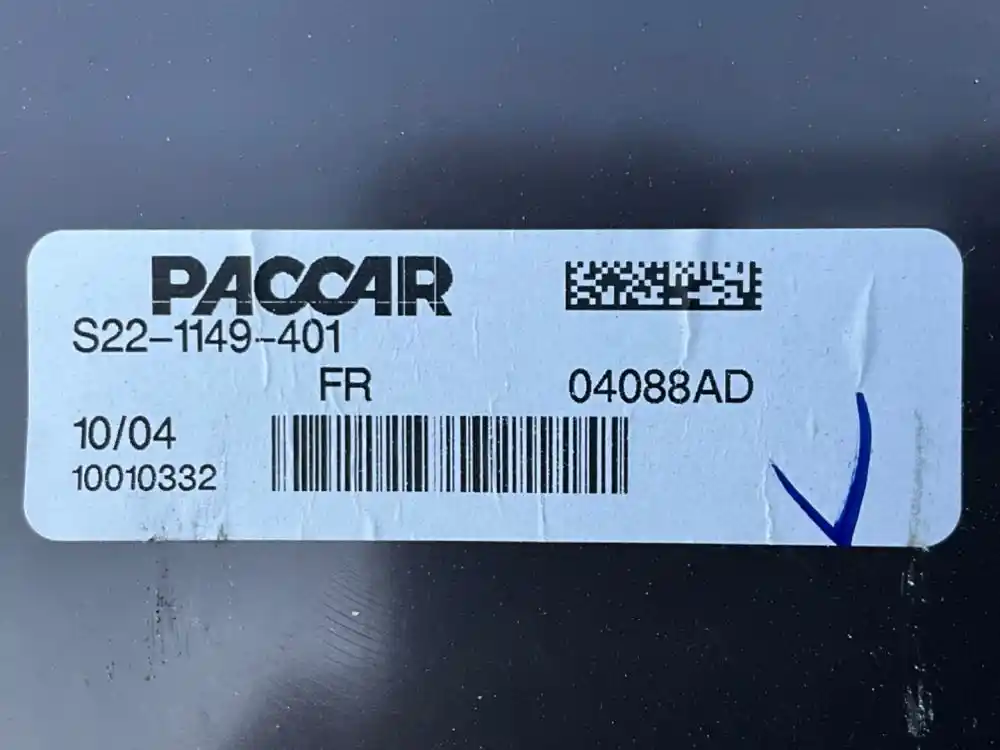 PACCAR
S22-1149-401
FR 04088AD
10/04
10010332